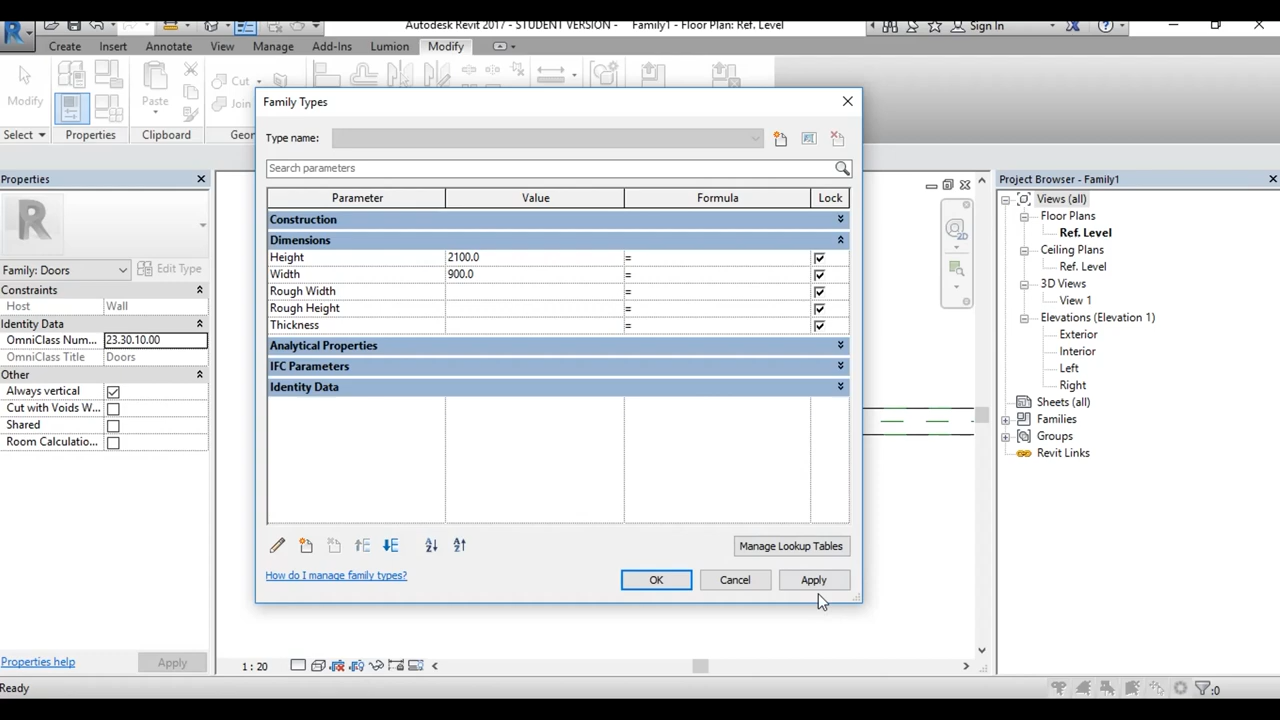 Autodesk Revit 2017 - STUDENT VERSION - Family1 - Floor Plan: Ref. Level
Sign In
Create Insert Annotate View Manage Add-Ins Lumion Modify
Modify
Paste
Cut
Join
Select Properties Clipboard Geor
Properties
Family: Doors
Edit Type
Constraints
Host Wall
Identity Data
OmniClass Num... 23.30.10.00
OmniClass Title Doors
Other
Always vertical
Cut with Voids W...
Shared
Room Calculatio...
Properties help
Apply
Ready
Family Types
Type name:
Search parameters
Parameter Value Formula Lock
Construction
Dimensions
Height 2100.0 =
Width 900.0 =
Rough Width =
Rough Height =
Thickness =
Analytical Properties
IFC Parameters
Identity Data
Manage Lookup Tables
How do I manage family types?
OK Cancel Apply
1 : 20
2D
Project Browser - Family1
Views (all)
Floor Plans
Ref. Level
Ceiling Plans
Ref. Level
3D Views
View 1
Elevations (Elevation 1)
Exterior
Interior
Left
Right
Sheets (all)
Families
Groups
Revit Links
:0